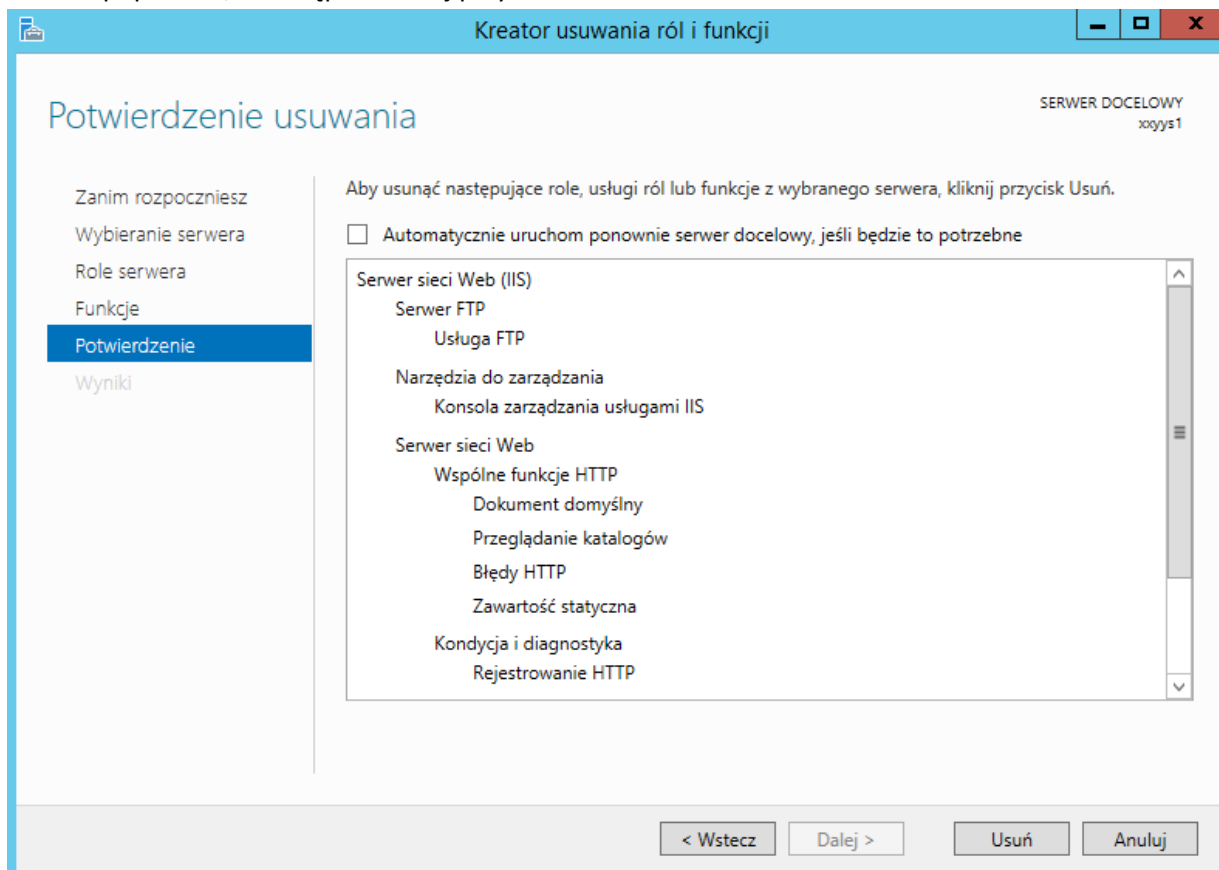 Kreator usuwania ról i funkcji
Potwierdzenie usuwania
SERWER DOCELOWY
xxyys1
Zanim rozpoczniesz
Wybieranie serwera
Role serwera
Funkcje
Potwierdzenie
Wyniki
Aby usunąć następujące role, usługi ról lub funkcje z wybranego serwera, kliknij przycisk Usuń.
Automatycznie uruchom ponownie serwer docelowy, jeśli będzie to potrzebne
Serwer sieci Web (IIS)
Serwer FTP
Usługa FTP
Narzędzia do zarządzania
Konsola zarządzania usługami IIS
Serwer sieci Web
Wspólne funkcje HTTP
Dokument domyślny
Przeglądanie katalogów
Błędy HTTP
Zawartość statyczna
Kondycja i diagnostyka
Rejestrowanie HTTP
< Wstecz Dalej > Usuń Anuluj